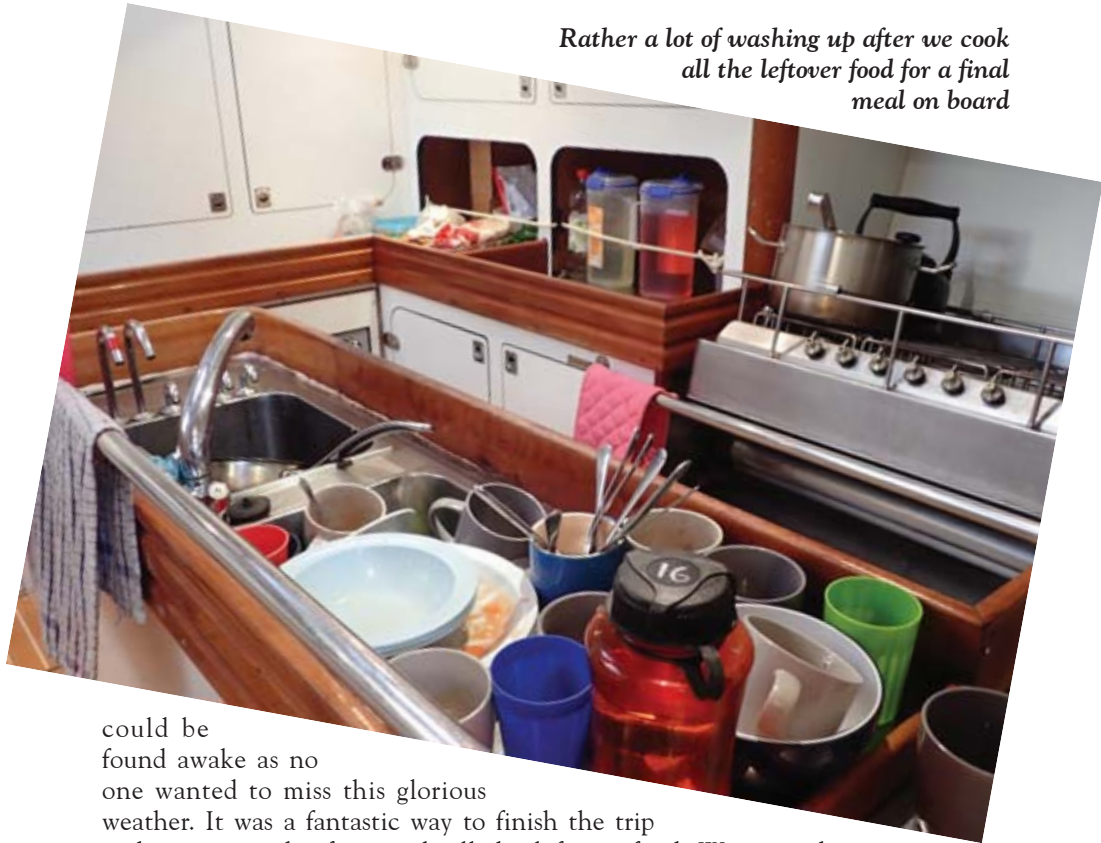 Rather a lot of washing up after we cook
all the leftover food for a final
meal on board
16
could be
found awake as no
one wanted to miss this glorious
weather. It was a fantastic way to finish the trip